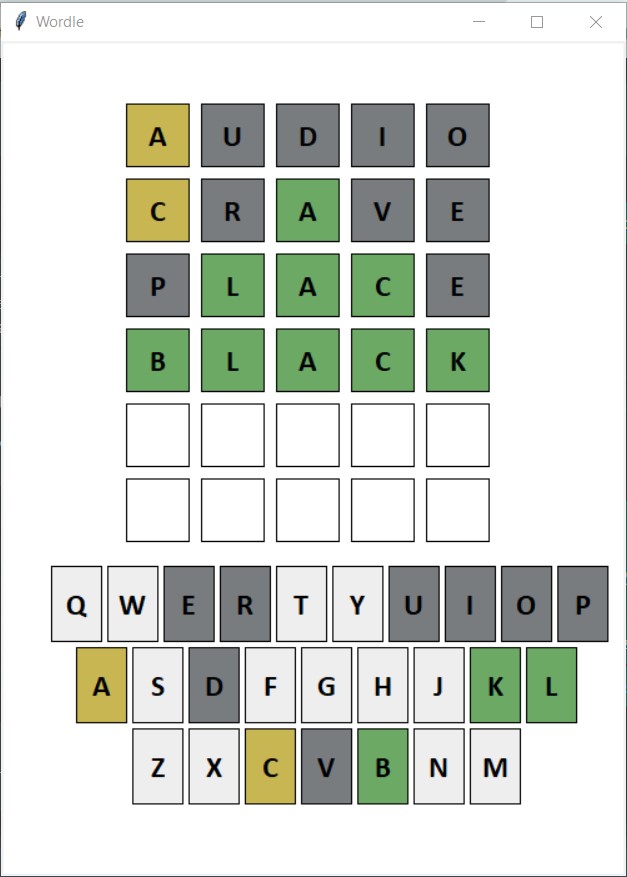 Wordle
A U D I O
C R A V E
P L A C E
B L A C K
Q W E R T Y U I O P
A S D F G H J K L
Z X C V B N M